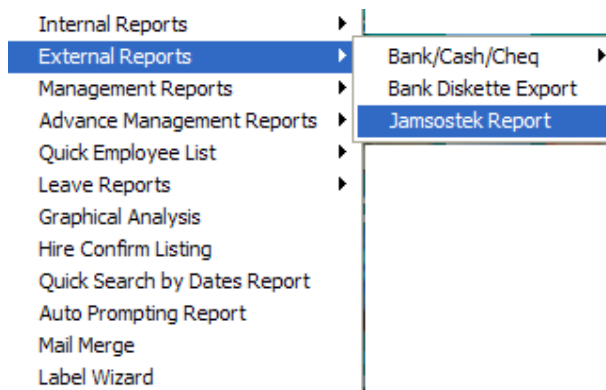 Internal Reports
External Reports
Management Reports
Advance Management Reports
Quick Employee List
Leave Reports
Graphical Analysis
Hire Confirm Listing
Quick Search by Dates Report
Auto Prompting Report
Mail Merge
Label Wizard
Bank/Cash/Cheq
Bank Diskette Export
Jamsostek Report